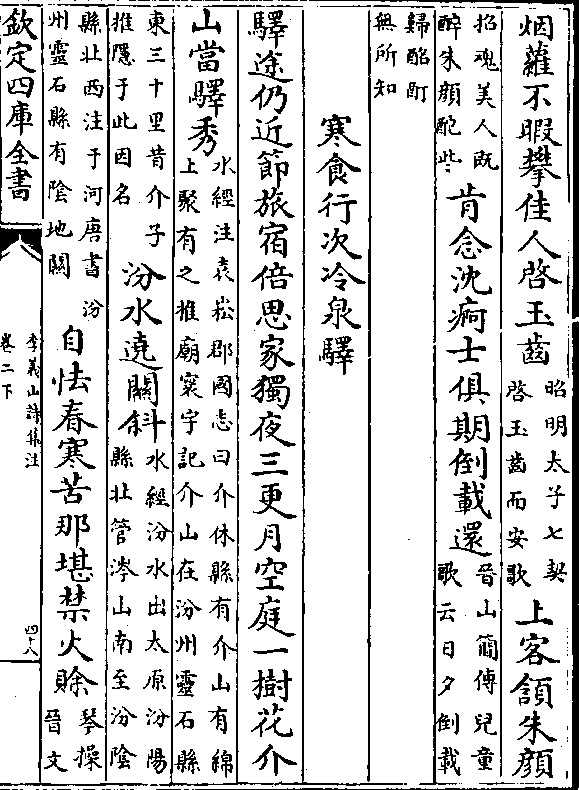 烟蘿不暇攀佳人啓玉齒
昭明太子七契
啓玉齒而安歌
上客頷朱顏
招魂美人既
醉朱顏酡些
肯念沈痾士俱期倒載還
晉山簡傳兒童
歌云日夕倒載
歸酩酊
無所知
寒食行次冷泉驛
驛途仍近節旅宿倍思家獨夜三更月空庭一樹花介
山當驛秀
水經注袁崧郡國志曰介休縣有介山有綿
上聚有之推廟寰宇記介山在汾州靈石縣
東三十里昔介子
推隱于此因名
汾水遶關斜
水經汾水出太原汾陽
縣北管涔山南至汾陰
縣北西注于河唐書汾
州靈石縣有陰地關
自怯春寒苦那堪禁火賒
琴操
晉文
欽定四庫全書
李義山詩集注
卷二下
四十八